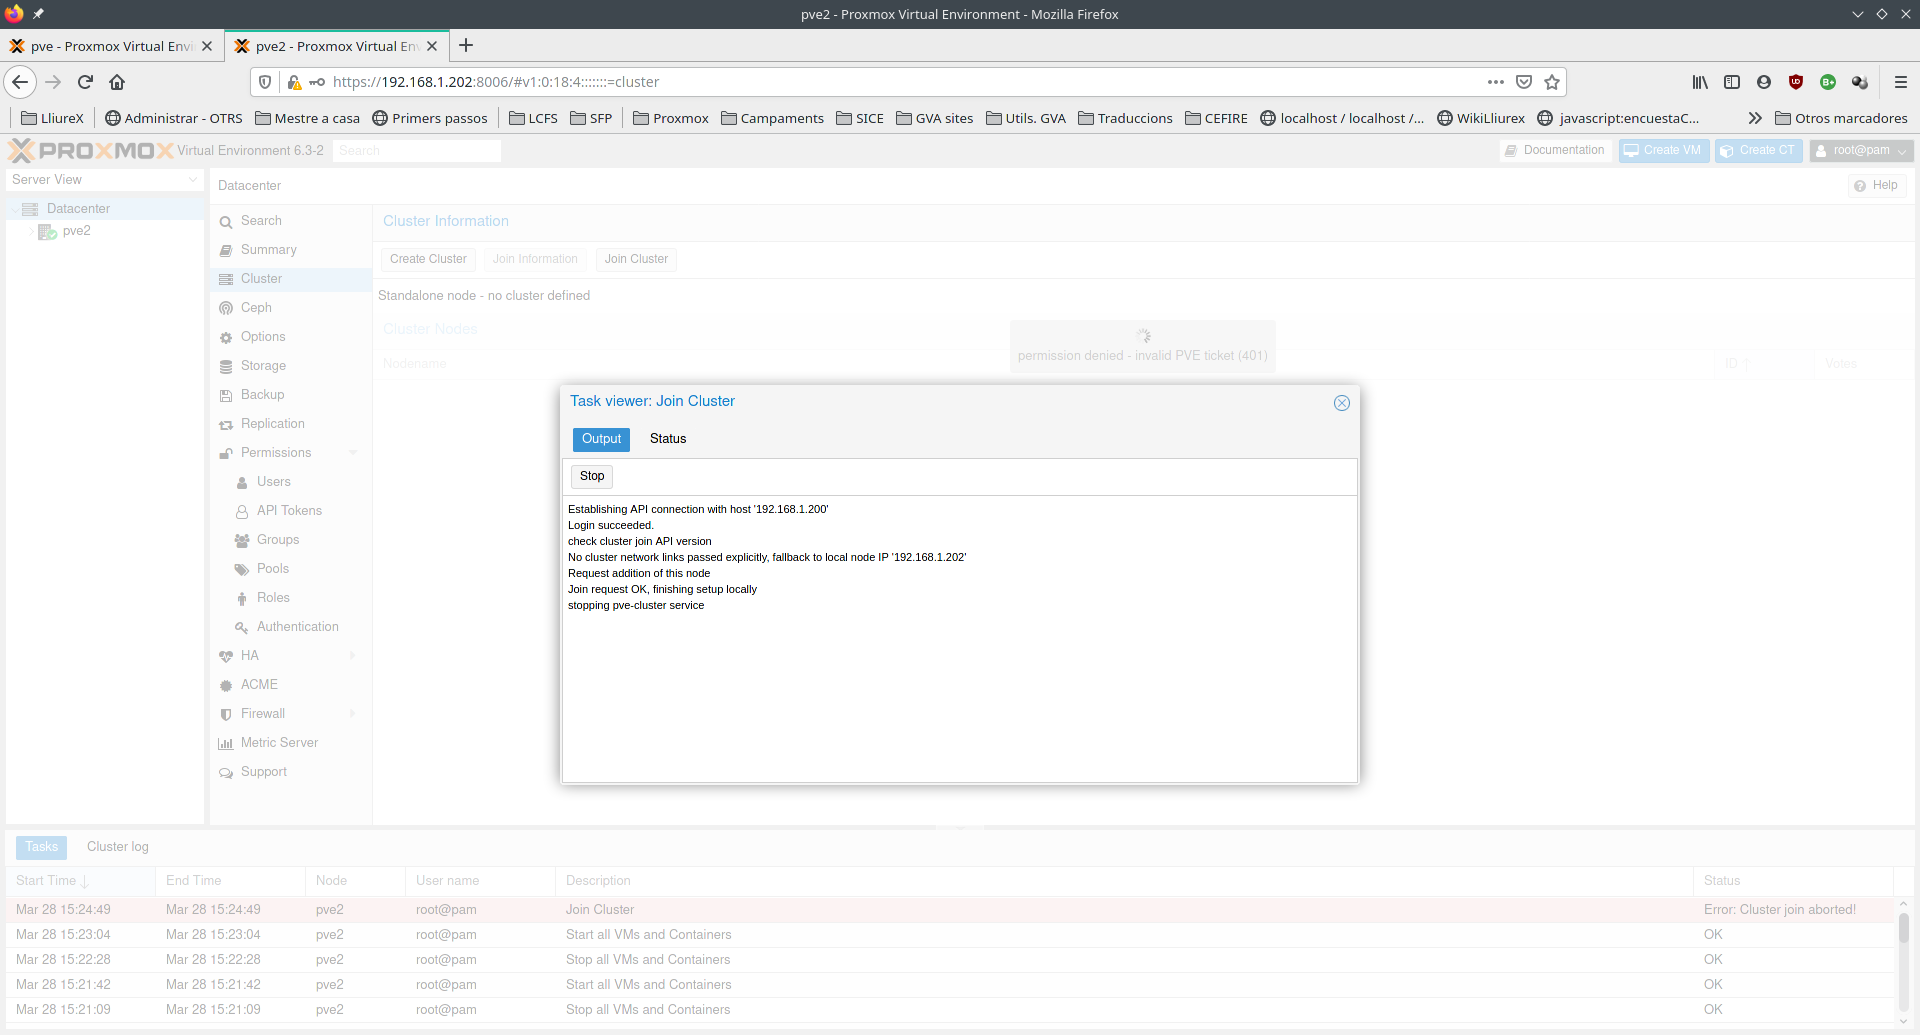 pve2 - Proxmox Virtual Environment - Mozilla Firefox
pve - Proxmox Virtual Envi
pve2 - Proxmox Virtual En
https://192.168.1.202:8006/#v1:0:18:4:::::::=cluster
LliureX Administrar - OTRS Mestre a casa Primers passos LCFS SFP Proxmox Campaments SICE GVA sites Utils. GVA Traduccions CEFIRE localhost / localhost /... WikiLliurex javascript:encuestaC... Otros marcadores
PROXMOX Virtual Environment 6.3-2 Search Documentation Create VM Create CT root@pam
Server View
Datacenter
pve2
Datacenter Help
Search
Summary
Cluster
Ceph
Options
Storage
Backup
Replication
Permissions
Users
API Tokens
Groups
Pools
Roles
Authentication
HA
ACME
Firewall
Metric Server
Support
Cluster Information
Create Cluster Join Information Join Cluster
Standalone node - no cluster defined
Cluster Nodes
Nodename ID Votes
permission denied - invalid PVE ticket (401)
Task viewer: Join Cluster
Output Status
Stop
Establishing API connection with host '192.168.1.200'
Login succeeded.
check cluster join API version
No cluster network links passed explicitly, fallback to local node IP '192.168.1.202'
Request addition of this node
Join request OK, finishing setup locally
stopping pve-cluster service
Tasks Cluster log
Start Time End Time Node User name Description Status
Mar 28 15:24:49 Mar 28 15:24:49 pve2 root@pam Join Cluster Error: Cluster join aborted!
Mar 28 15:23:04 Mar 28 15:23:04 pve2 root@pam Start all VMs and Containers OK
Mar 28 15:22:28 Mar 28 15:22:28 pve2 root@pam Stop all VMs and Containers OK
Mar 28 15:21:42 Mar 28 15:21:42 pve2 root@pam Start all VMs and Containers OK
Mar 28 15:21:09 Mar 28 15:21:09 pve2 root@pam Stop all VMs and Containers OK